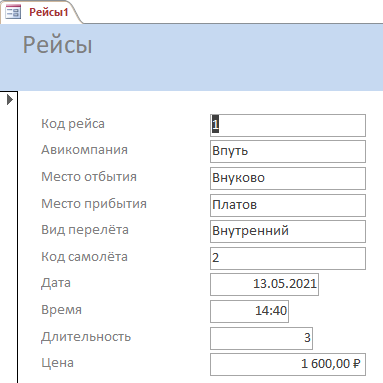 Рейсы1
Рейсы
Код рейса 1
Авикомпания Впуть
Место отбытия Внуково
Место прибытия Платов
Вид перелёта Внутренний
Код самолёта 2
Дата 13.05.2021
Время 14:40
Длительность 3
Цена 1 600,00 ₽